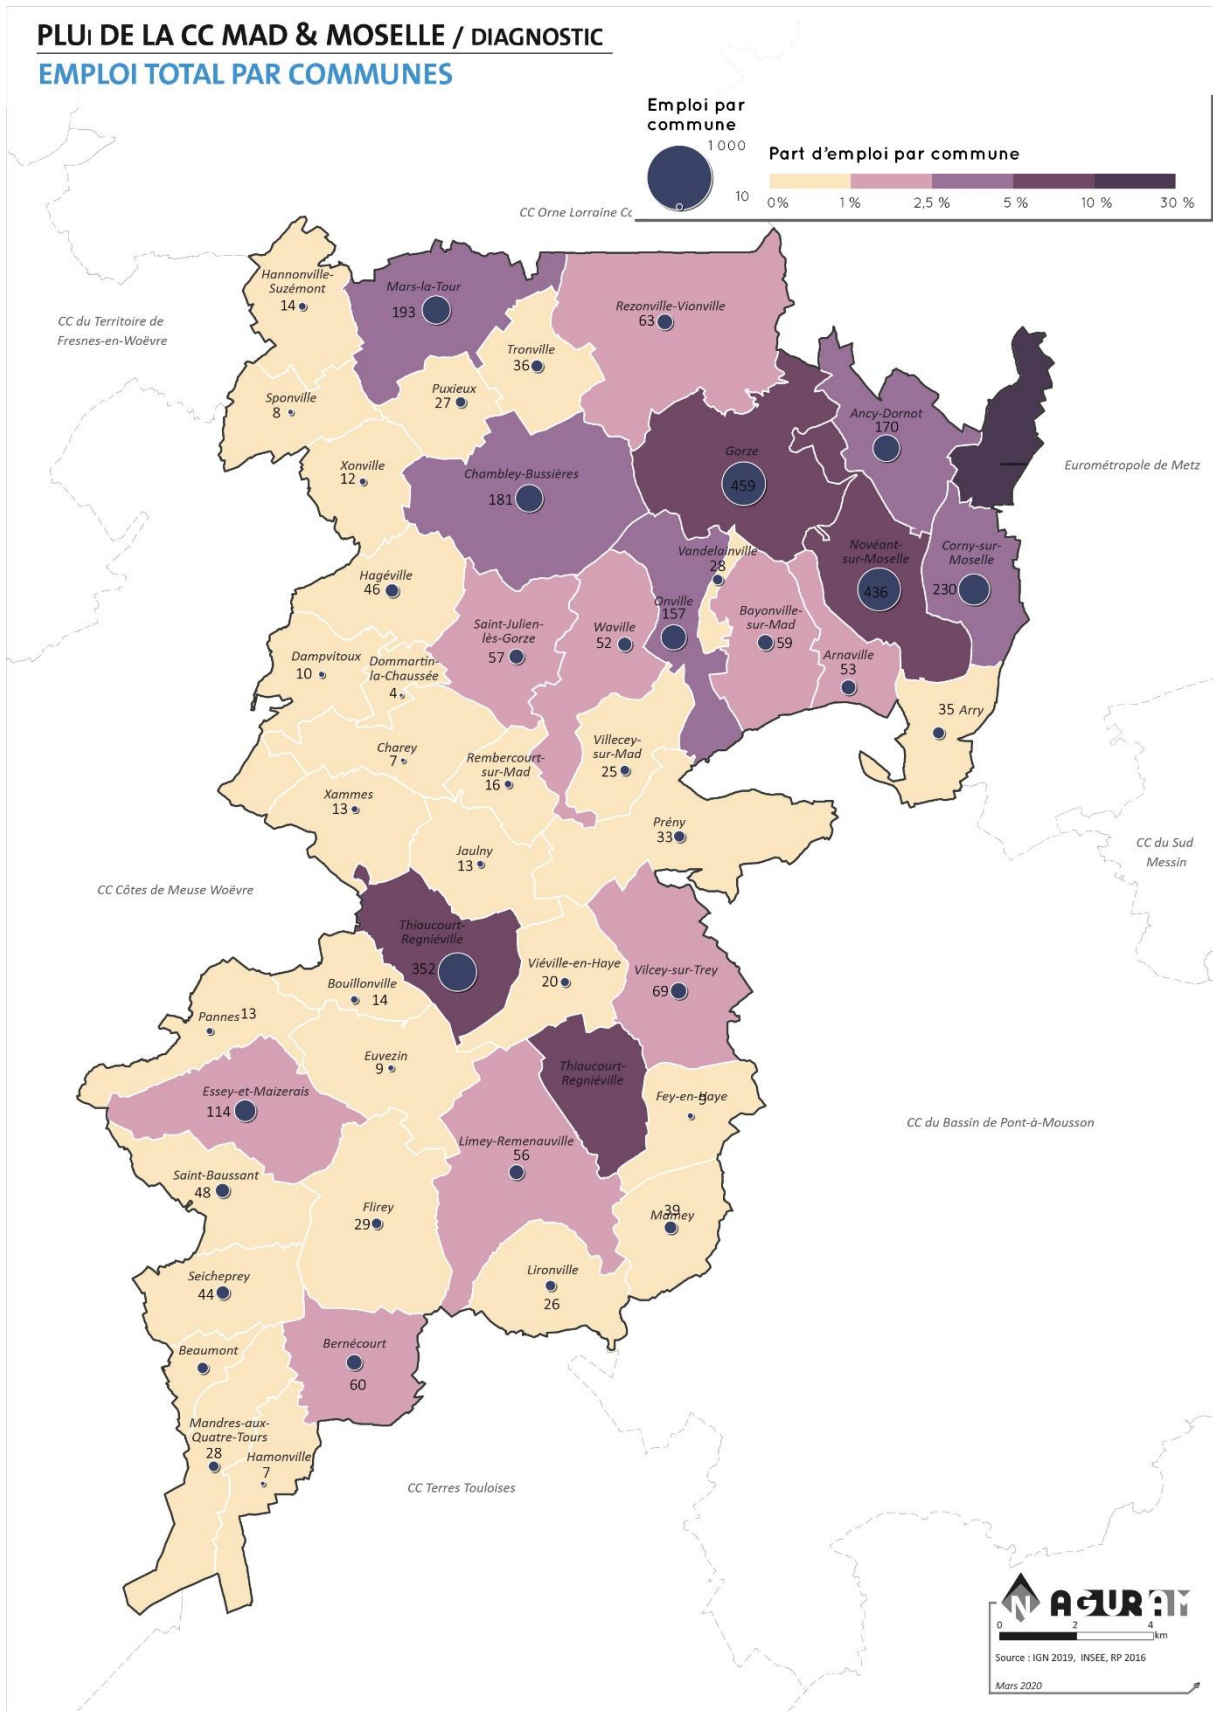 PLUi DE LA CC MAD & MOSELLE / DIAGNOSTIC
EMPLOI TOTAL PAR COMMUNES
Emploi par
commune
1 000
10
Part d'emploi par commune
0 %
1 %
2,5 %
5 %
10 %
30 %
CC Orne Lorraine Cc
CC du Territoire de
Fresnes-en-Woëvre
Hannonville-
Suzémont
14
Mars-la-Tour
193
Rezonville-Vionville
63
Tronville
36
Puxieux
27
Sponville
8
Ancy-Dornot
170
Xonville
12
Chambley-Bussières
181
Gorze
459
Eurométropole de Metz
Vandelainville
28
Novéant-
sur-Moselle
436
Corny-sur-
Moselle
230
Hagéville
46
Onville
157
Saint-Julien-
lès-Gorze
57
Waville
52
Bayonville-
sur-Mad
59
Arnaville
53
Dampvitoux
10
Dommartin-
la-Chaussée
4
35 Arry
Charey
7
Rembercourt-
sur-Mad
16
Villecey-
sur-Mad
25
Xammes
13
Prény
33
Jaulny
13
CC du Sud
Messin
CC Côtes de Meuse Woëvre
Thiaucourt-
Regniéville
352
Bouillonville
14
Viéville-en-Haye
20
Vilcey-sur-Trey
69
Pannes 13
Euvezin
9
Thiaucourt-
Regniéville
Essey-et-Maizerais
114
Fey-en-Haye
9
CC du Bassin de Pont-à-Mousson
Limey-Remenauville
56
Saint-Baussant
48
Flirey
29
39
Mamey
Seicheprey
44
Lironville
26
Beaumont
Bernécourt
60
Mandres-aux-
Quatre-Tours
28
Hamonville
7
CC Terres Touloises
N AGURAM
0
2
4
km
Source : IGN 2019, INSEE, RP 2016
Mars 2020